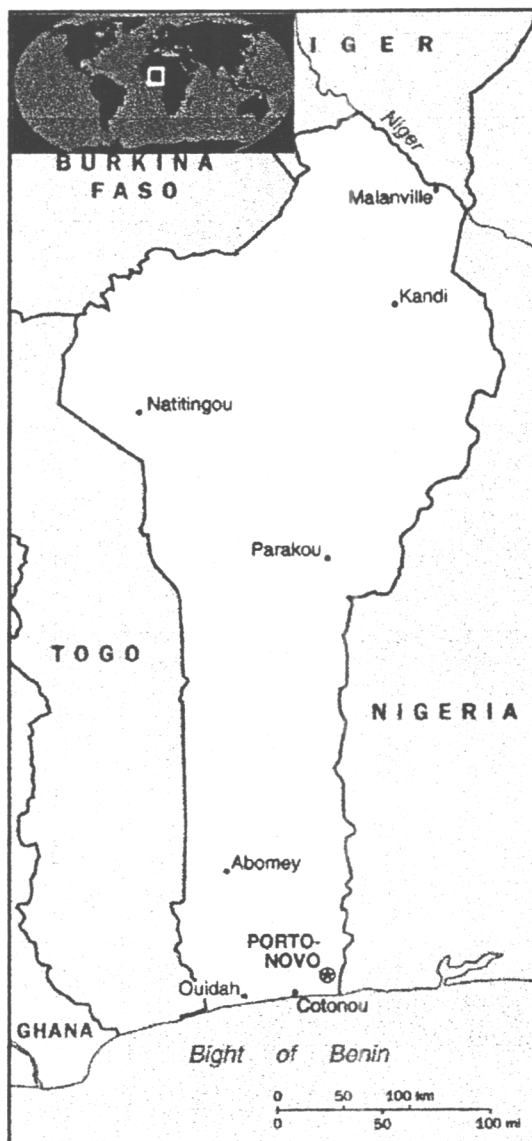 I G E R
BURKINA
FASO
Niger
Malanville
Kandi
Natitingou
Parakou
TOGO
NIGERIA
Abomey
PORTO-
NOVO
Ouidah
Cotonou
GHANA
Bight of Benin
0 50 100 km
0 50 100 mi